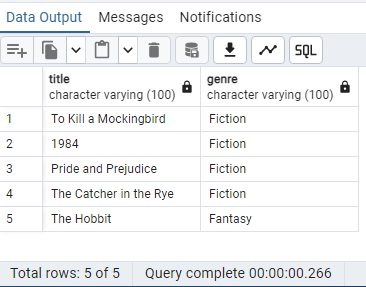 Data Output Messages Notifications
SQL
title genre
character varying (100) character varying (100)
1 To Kill a Mockingbird Fiction
2 1984 Fiction
3 Pride and Prejudice Fiction
4 The Catcher in the Rye Fiction
5 The Hobbit Fantasy
Total rows: 5 of 5 Query complete 00:00:00.266